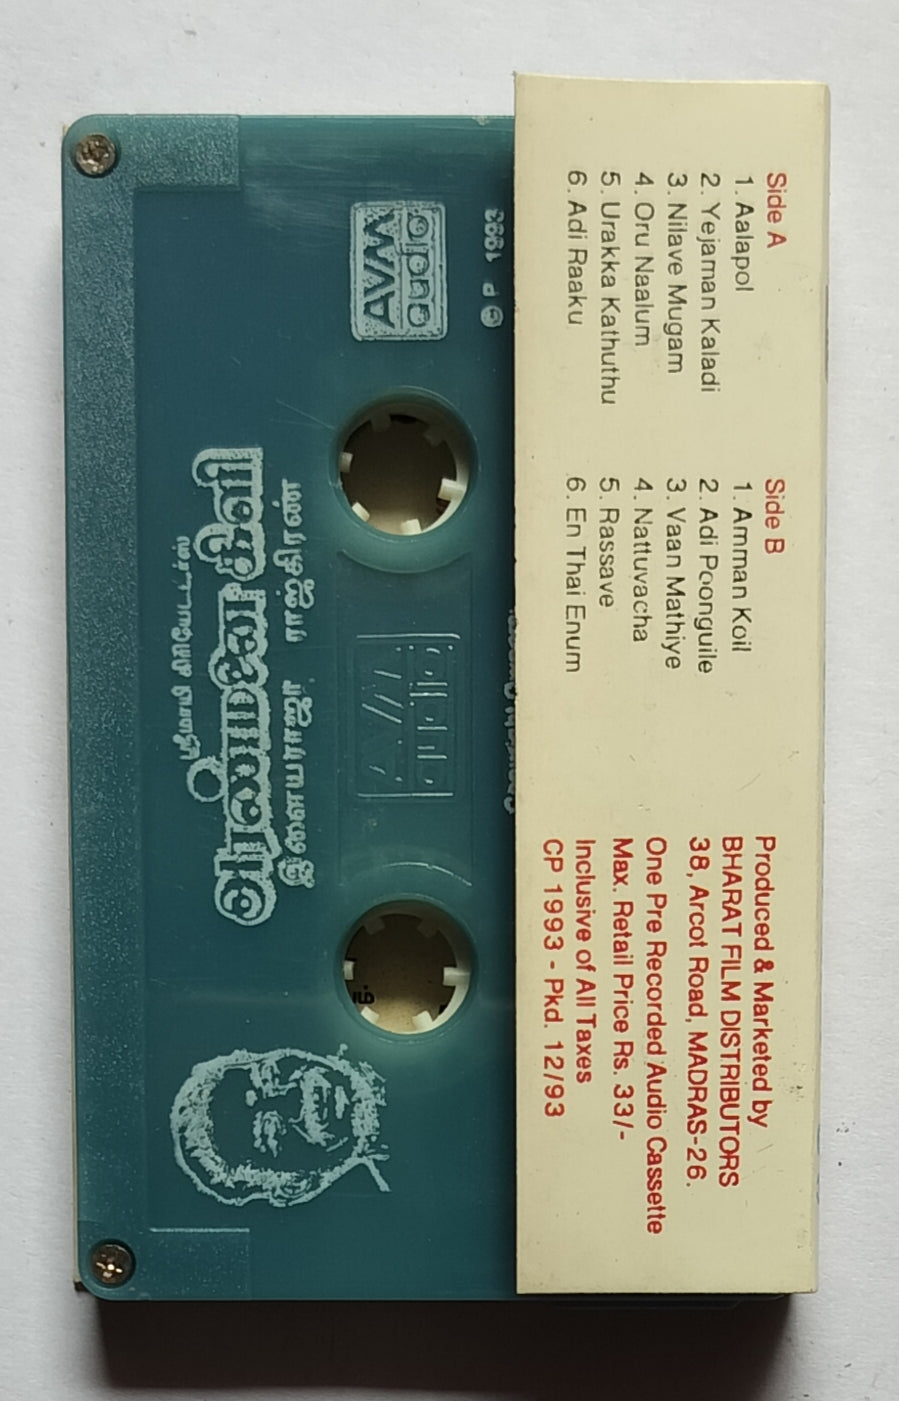 Side A
1. Aalapol
2. Yejaman Kaladi
3. Nilave Mugam
4. Oru Naalum
5. Urakka Kathuthu
6. Adi Raaku
Side B
1. Amman Koil
2. Adi Poonguile
3. Vaan Mathiye
4. Nattuvacha
5. Rassave
6. En Thai Enum
Produced & Marketed by
BHARAT FILM DISTRIBUTORS
38, Arcot Road, MADRAS-26.
One Pre Recorded Audio Cassette
Max. Retail Price Rs. 33/-
Inclusive of All Taxes
CP 1993 - Pkd. 12/93
1993
AVM
audio